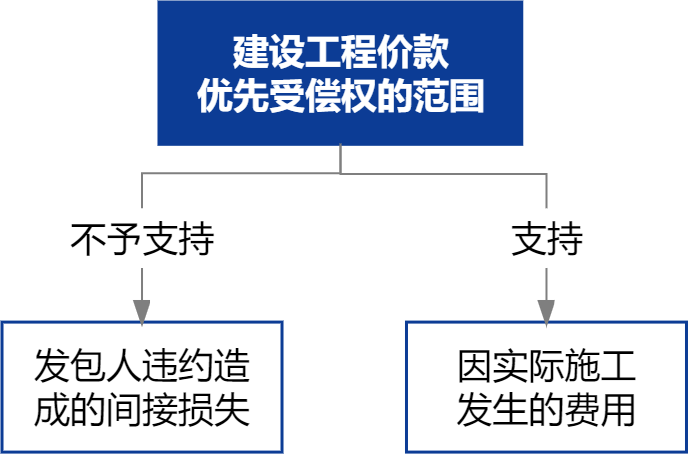 建设工程价款
优先受偿权的范围
不予支持
支持
发包人违约造
成的间接损失
因实际施工
发生的费用